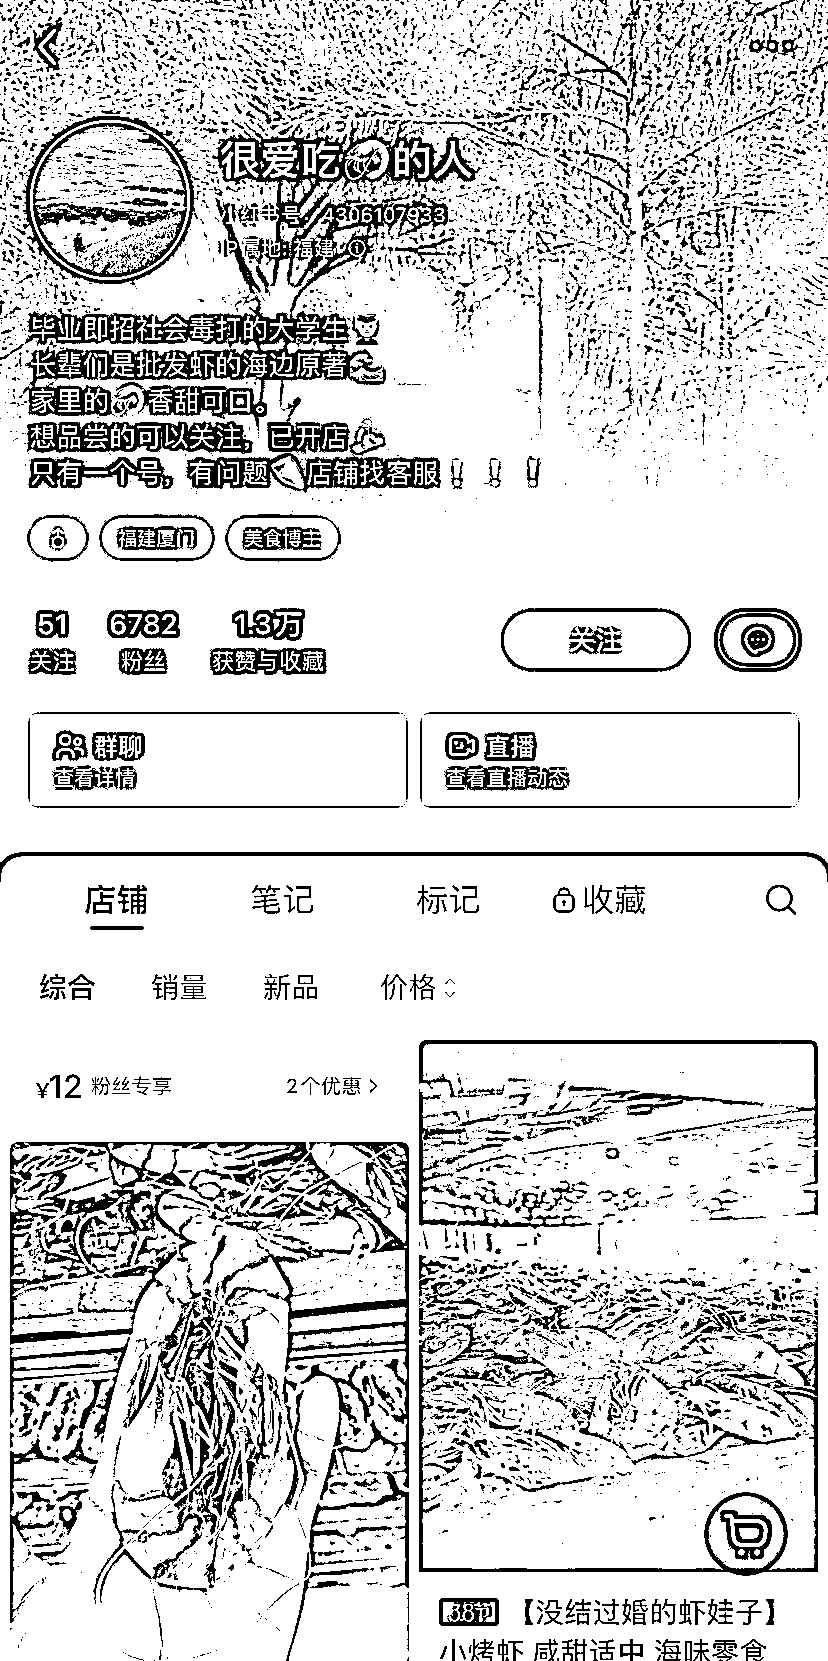 很爱吃🦐的人
小红书号：4306107933
IP属地：福建
毕业即招社会毒打的大学生
长辈们是批发虾的海边原著🌊
家里的🦐香甜可口。
想品尝的可以关注，已开店
只有一个号，有问题店铺找客服❗❕❗
福建厦门
美食博主
51 6782 1.3万
关注 粉丝 获赞与收藏
关注
群聊
查看详情
直播
查看直播动态
店铺 笔记 标记 收藏
综合 销量 新品 价格
¥12 粉丝专享 2个优惠
38节 【没结过婚的虾娃子】
小烤虾 咸甜适中 海味零食